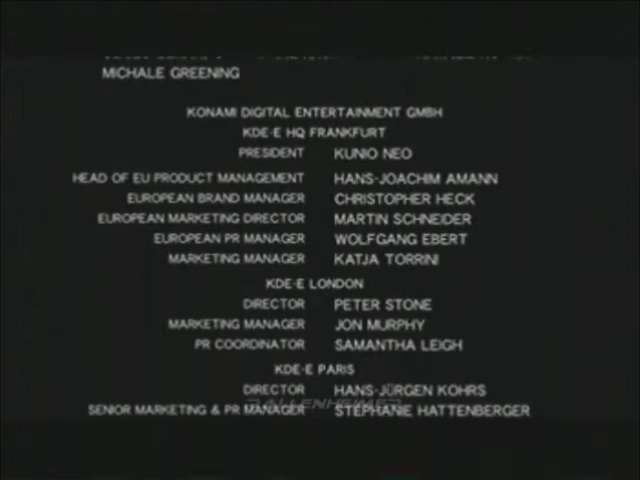 MICHALE GREENING
KONAMI DIGITAL ENTERTAINMENT GMBH
KDE-E HQ FRANKFURT
PRESIDENT KUNIO NEO
HEAD OF EU PRODUCT MANAGEMENT HANS-JOACHIM AMANN
EUROPEAN BRAND MANAGER CHRISTOPHER HECK
EUROPEAN MARKETING DIRECTOR MARTIN SCHNEIDER
EUROPEAN PR MANAGER WOLFGANG EBERT
MARKETING MANAGER KATJA TORRINI
KDE-E LONDON
DIRECTOR PETER STONE
MARKETING MANAGER JON MURPHY
PR COORDINATOR SAMANTHA LEIGH
KDE-E PARIS
DIRECTOR HANS-JÜRGEN KOHRS
SENIOR MARKETING & PR MANAGER STEPHANIE HATTENBERGER